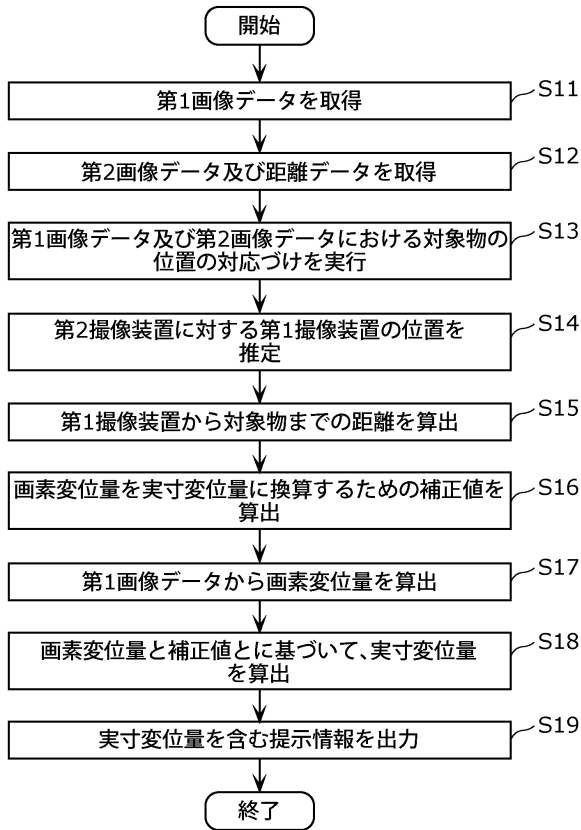 開始
第1画像データを取得
S11
第2画像データ及び距離データを取得
S12
第1画像データ及び第2画像データにおける対象物の
位置の対応づけを実行
S13
第2撮像装置に対する第1撮像装置の位置を
推定
S14
第1撮像装置から対象物までの距離を算出
S15
画素変位量を実寸変位量に換算するための補正値を
算出
S16
第1画像データから画素変位量を算出
S17
画素変位量と補正値とに基づいて、実寸変位量
を算出
S18
実寸変位量を含む提示情報を出力
S19
終了